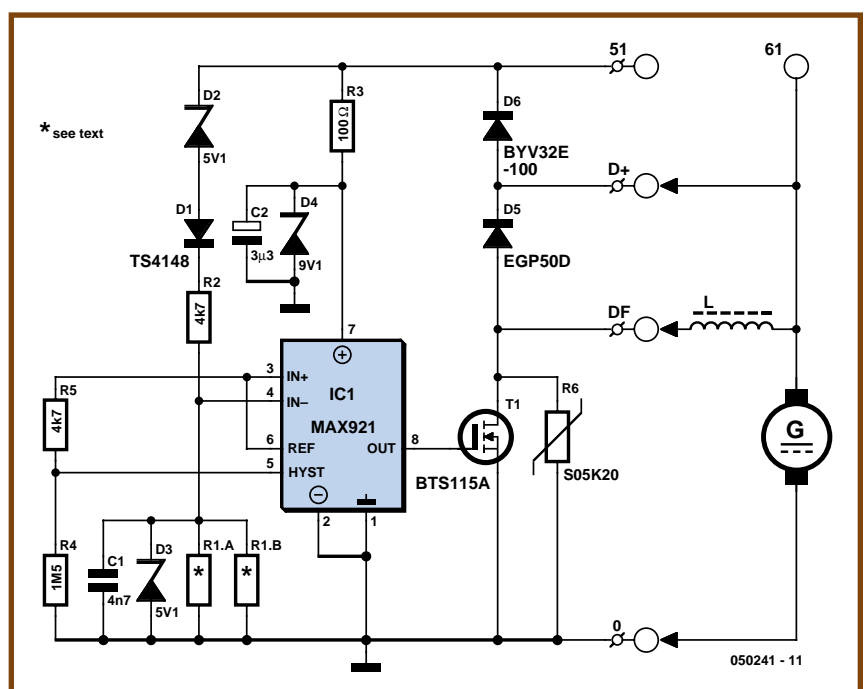 51
61
D2
R3
* see text
100 Ω
D6
5V1
BYV32E
-100
D+
D1
C2
D4
D5
TS4148
3μ3
9V1
EGP50D
R2
DF
L
4k7
7
3
IN+
R5
4
IN–
IC1
R6
T1
4k7
MAX921
6
REF
OUT
8
G
5
HYST
BTS115A
S05K20
2
1
R4
C1
D3
R1.A
R1.B
1M5
*
*
4n7
5V1
0
050241 - 11